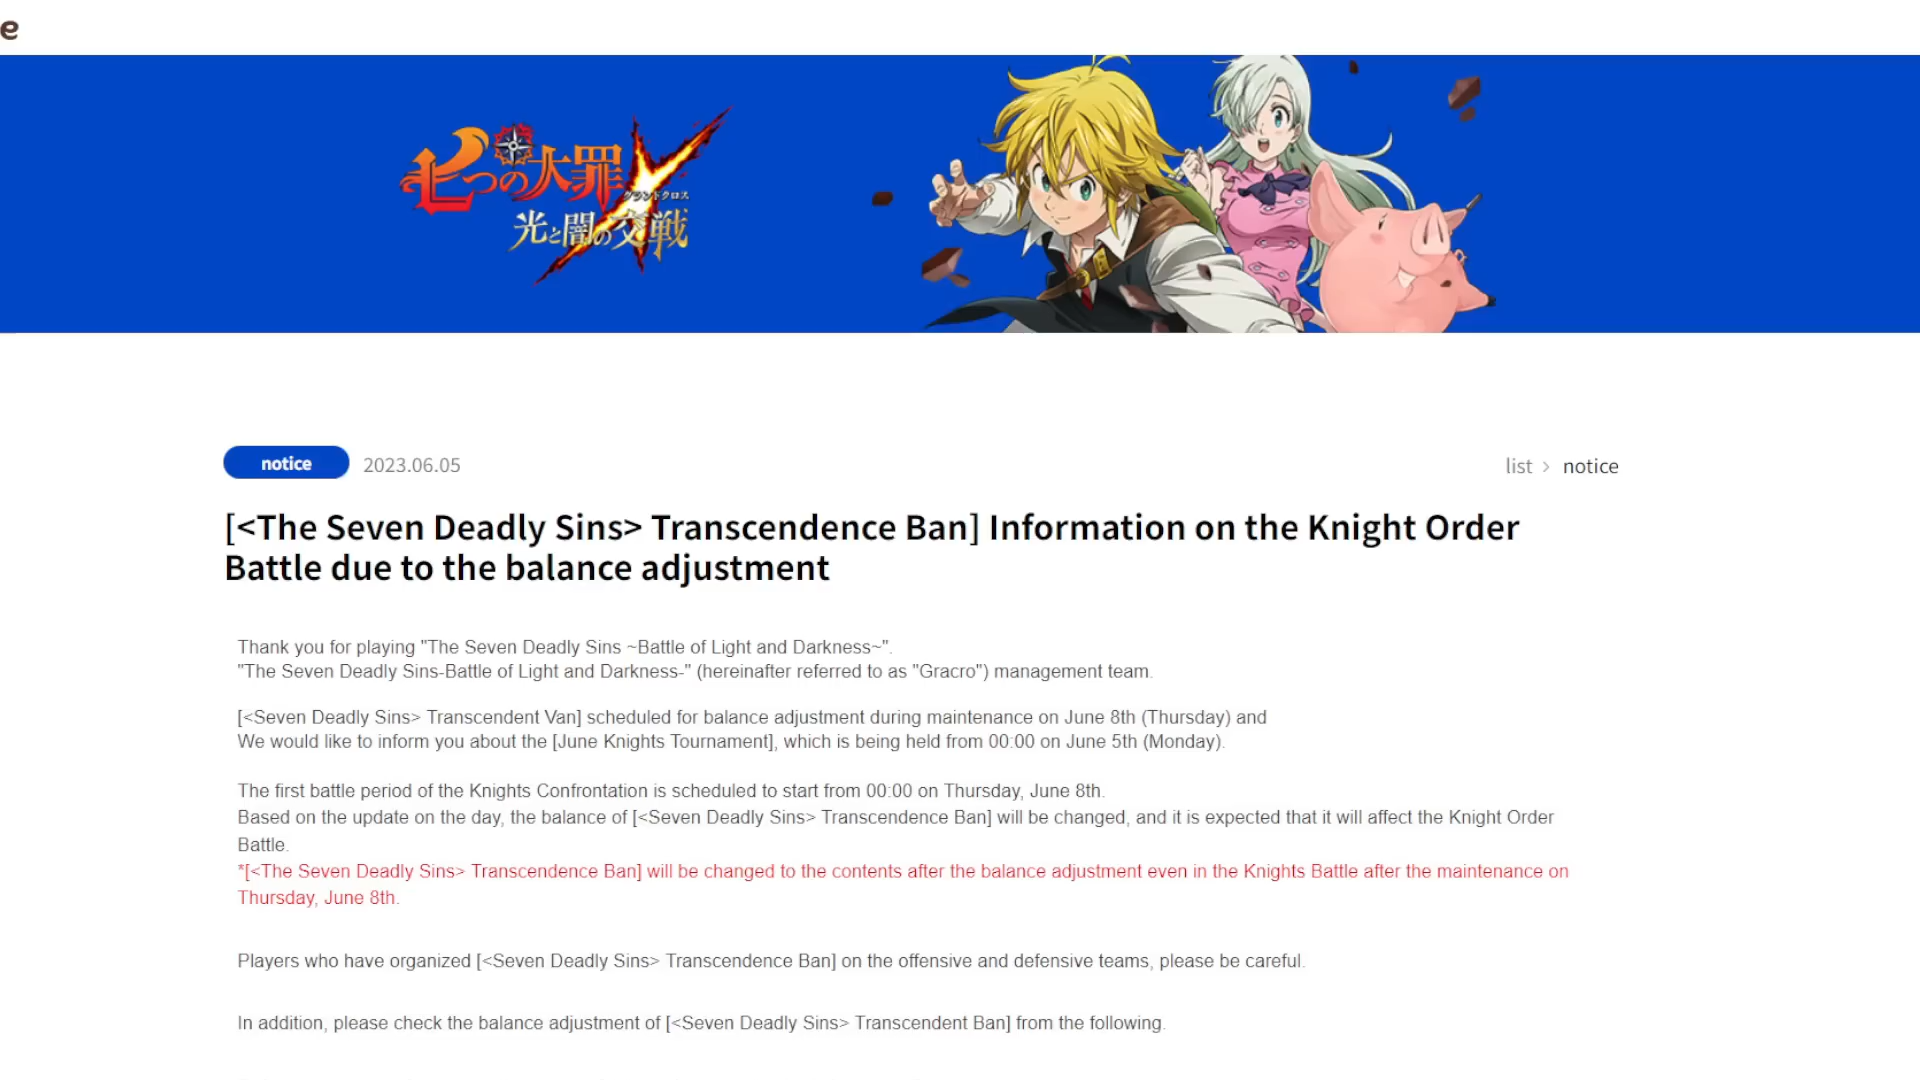 e
七つの大罪
グランドクロス
光と闇の交戦
notice 2023.06.05
list > notice
[<The Seven Deadly Sins> Transcendence Ban] Information on the Knight Order
Battle due to the balance adjustment
Thank you for playing "The Seven Deadly Sins ~Battle of Light and Darkness~".
"The Seven Deadly Sins-Battle of Light and Darkness-" (hereinafter referred to as "Gracro") management team.
[<Seven Deadly Sins> Transcendent Van] scheduled for balance adjustment during maintenance on June 8th (Thursday) and
We would like to inform you about the [June Knights Tournament], which is being held from 00:00 on June 5th (Monday).
The first battle period of the Knights Confrontation is scheduled to start from 00:00 on Thursday, June 8th.
Based on the update on the day, the balance of [<Seven Deadly Sins> Transcendence Ban] will be changed, and it is expected that it will affect the Knight Order
Battle.
*[<The Seven Deadly Sins> Transcendence Ban] will be changed to the contents after the balance adjustment even in the Knights Battle after the maintenance on
Thursday, June 8th.
Players who have organized [<Seven Deadly Sins> Transcendence Ban] on the offensive and defensive teams, please be careful.
In addition, please check the balance adjustment of [<Seven Deadly Sins> Transcendent Ban] from the following.